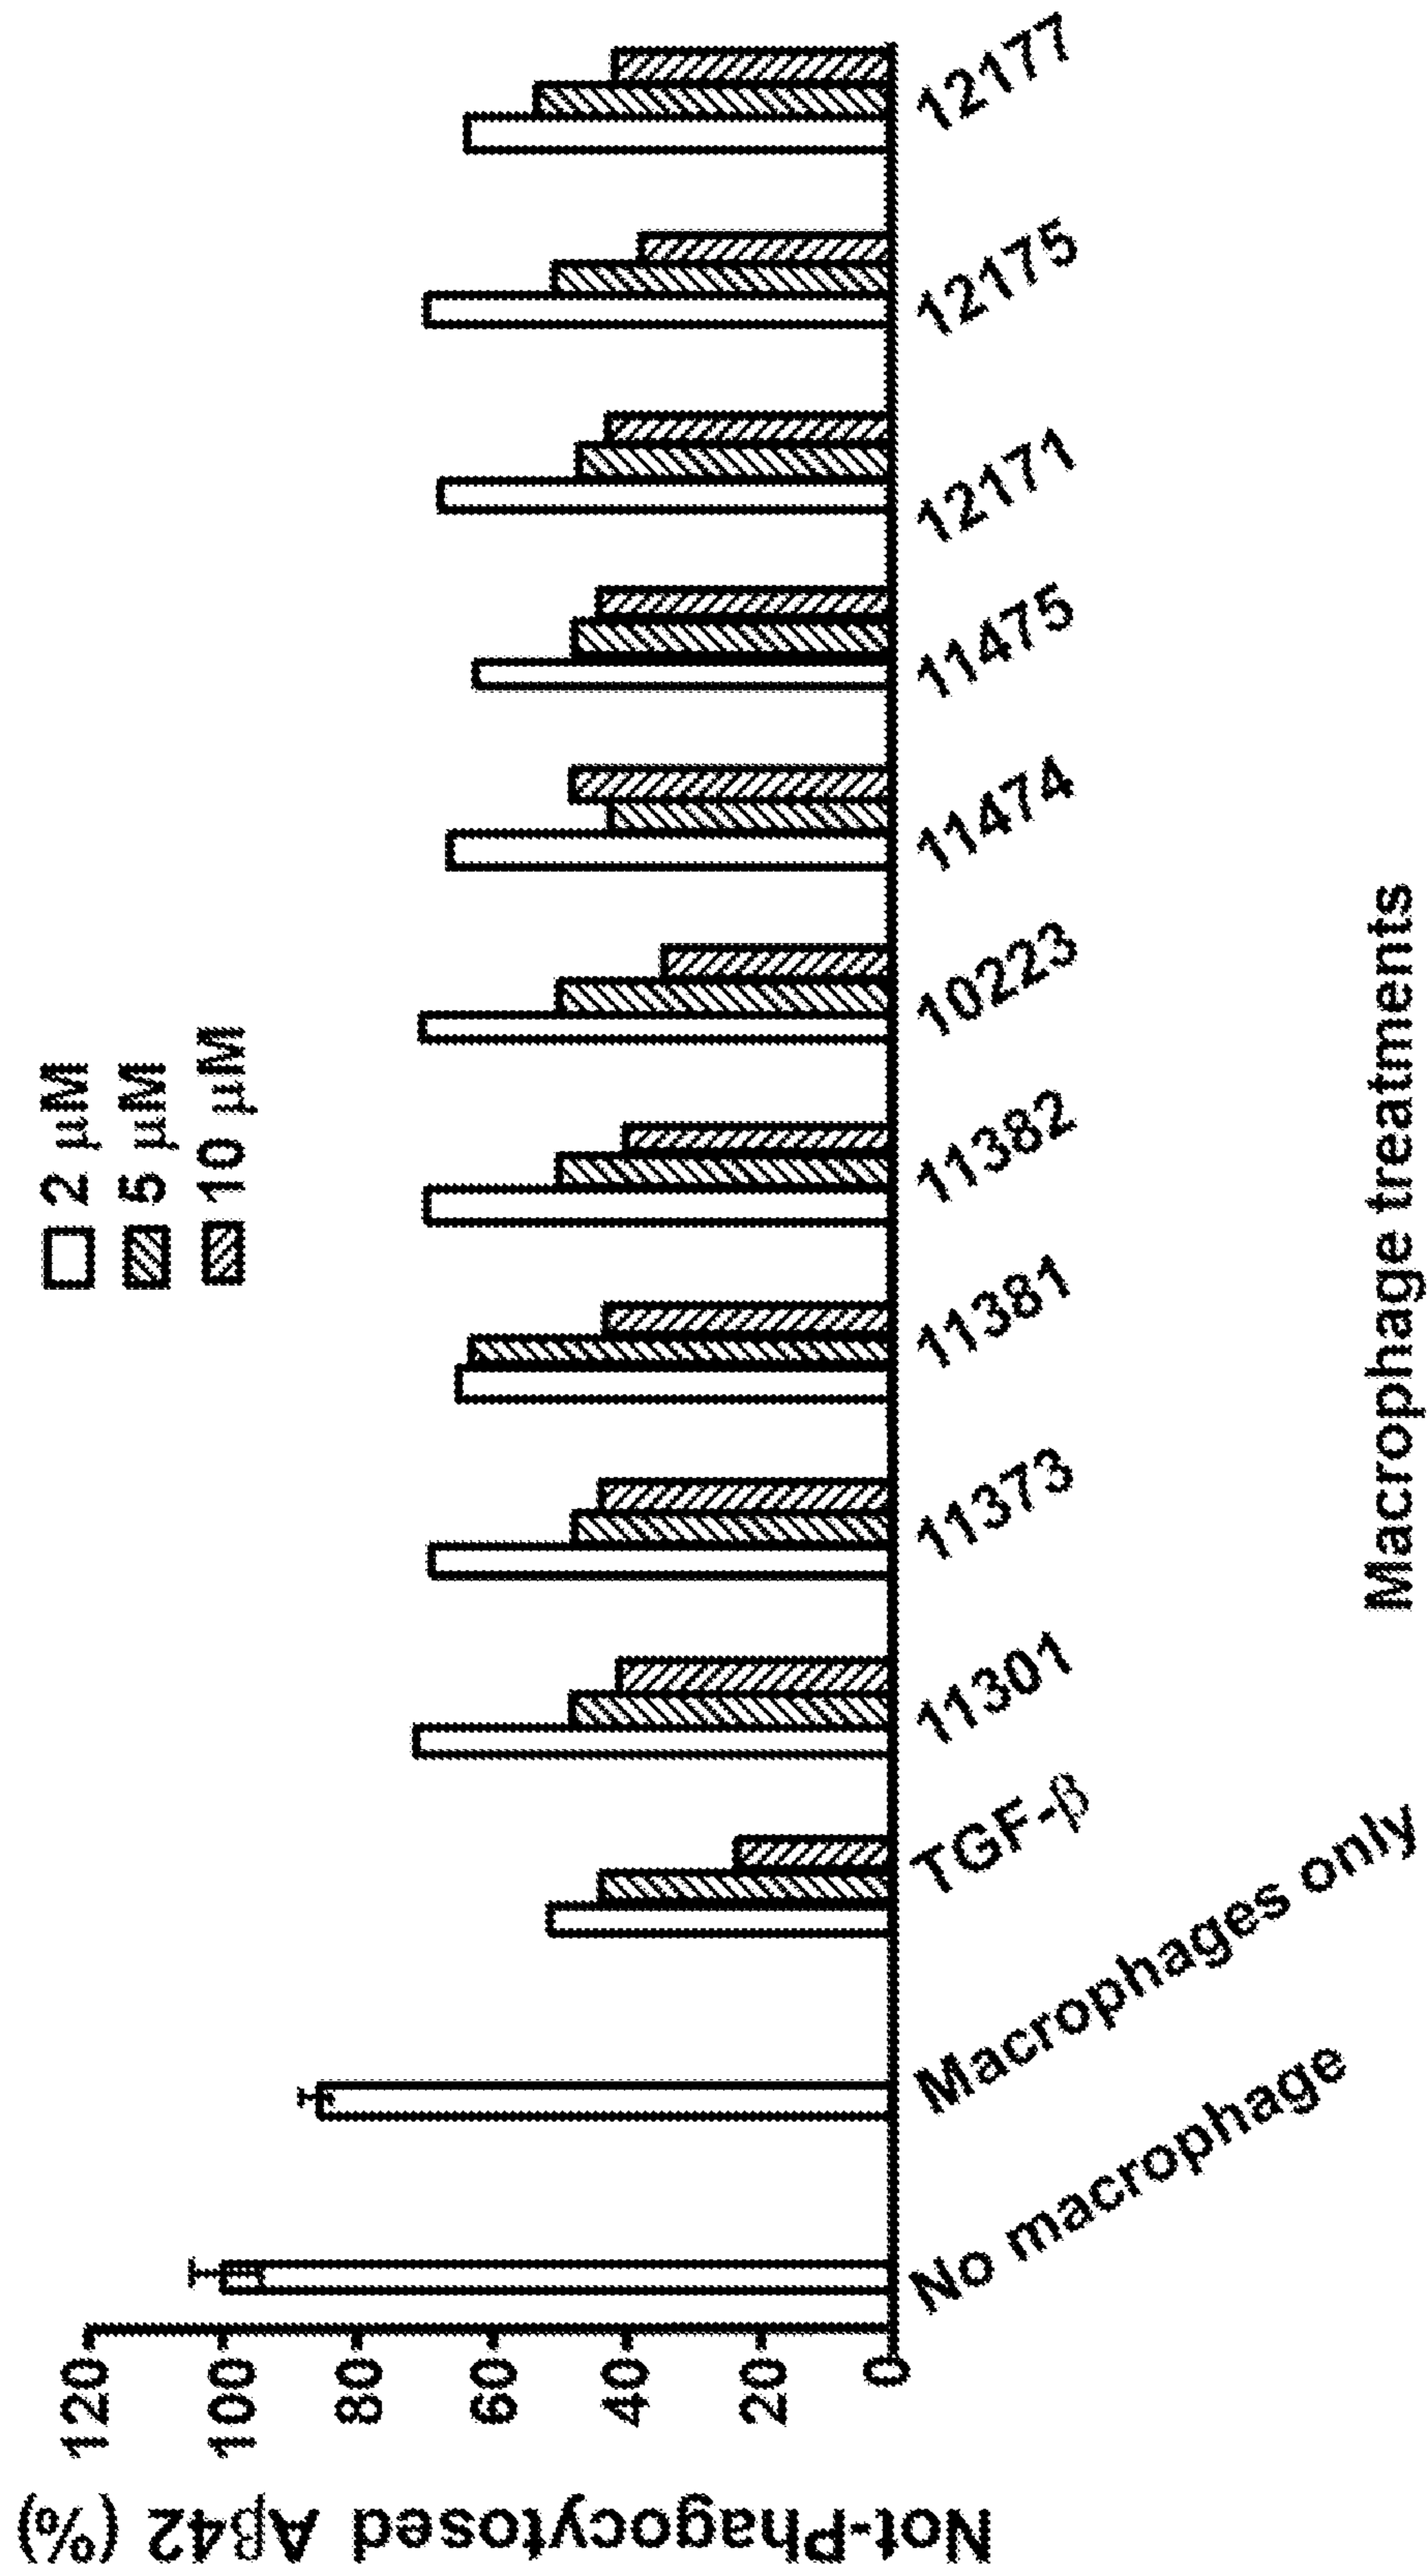 2 μM
5 μM
10 μM
Not-Phagocytosed Aβ42 (%)
120
100
80
60
40
20
0
No macrophage
Macrophages only
TGF-β
11301
11373
11381
11382
10223
11474
11475
12171
12175
12177
Macrophage treatments